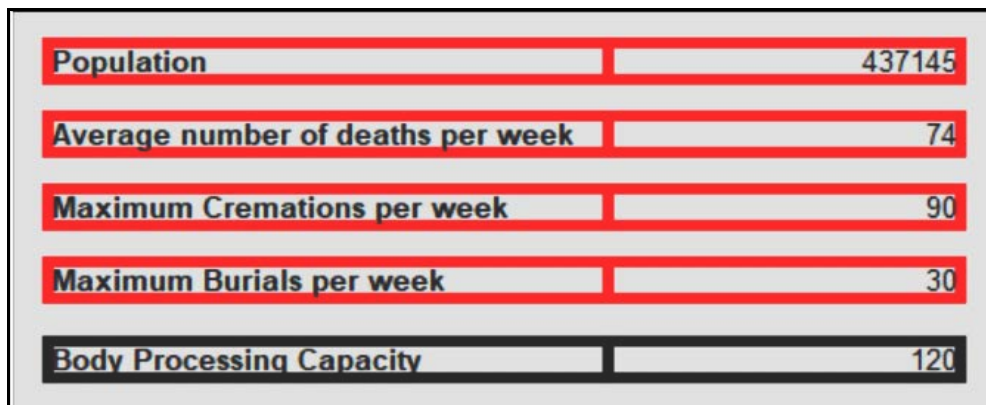 Population 437145
Average number of deaths per week 74
Maximum Cremations per week 90
Maximum Burials per week 30
Body Processing Capacity 120